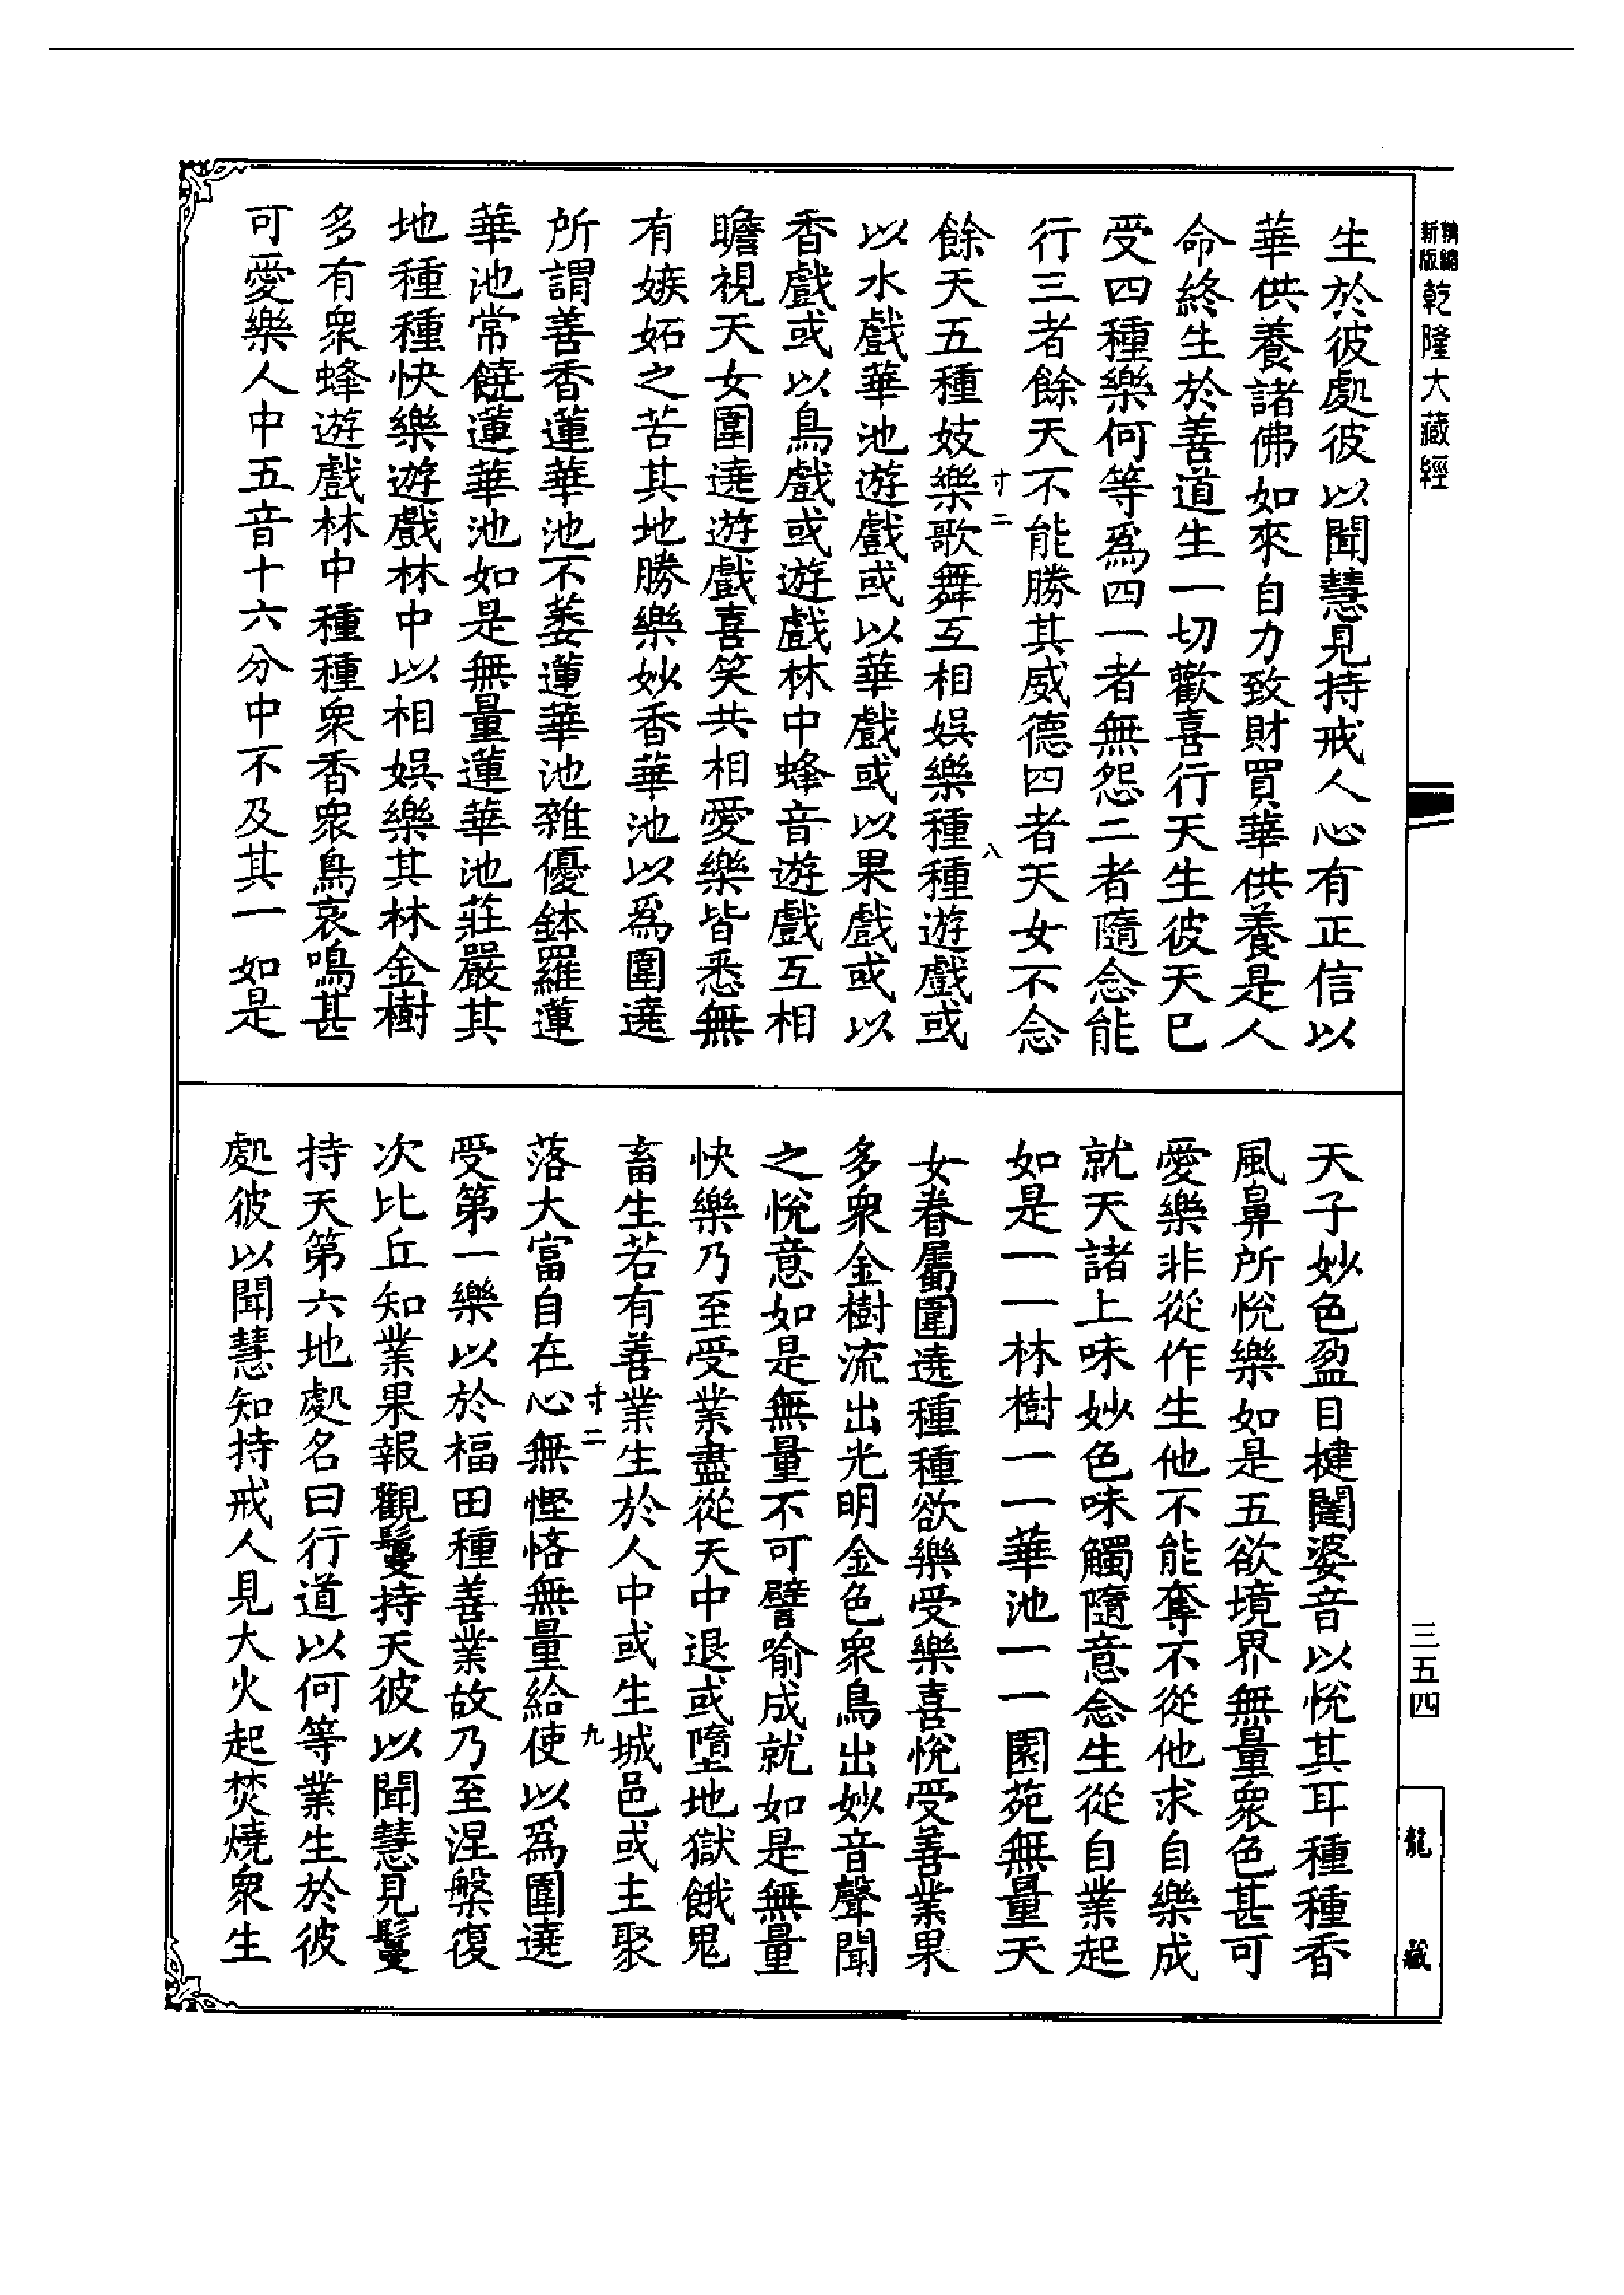 新編縮版乾隆大藏經
生於彼處彼以聞慧見持戒人心有正信以
華供養諸佛如來自力致財買華供養是人
命終生於善道生一切歡喜行天生彼天已
受四種樂何等爲四一者無怨二者隨念能
行三者餘天不能勝其威德四者天女不念
寸二
八
餘天五種妓樂歌舞互相娛樂種種遊戲或
以水戲華池遊戲或以華戲或以果戲或以
香戲或以鳥戲或遊戲林中蜂音遊戲互相
瞻視天女圍遶遊戲喜笑共相愛樂皆悉無
有嫉妬之苦其地勝樂妙香華池以爲圍遶
所謂善香蓮華池不萎蓮華池雜優鉢羅蓮
華池常饒蓮華池如是無量蓮華池莊嚴其
地種種快樂遊戲林中以相娛樂其林金樹
多有衆蜂遊戲林中種種衆香衆鳥哀鳴甚
可愛樂人中五音十六分中不及其一如是
天子妙色盈目揵闥婆音以悅其耳種種香
風鼻所悅樂如是五欲境界無量衆色甚可
愛樂非從作生他不能奪不從他求自樂成
就天諸上味妙色味觸隨意念生從自業起
如是一一林樹一一華池一一園苑無量天
女眷屬圍遶種種欲樂受樂喜悅受善業果
多衆金樹流出光明金色衆鳥出妙音聲聞
之悅意如是無量不可譬喻成就如是無量
快樂乃至受業盡從天中退或墮地獄餓鬼
畜生若有善業生於人中或生城邑或主聚
寸二
九
落大富自在心無慳悋無量給使以爲圍遶
受第一樂以於福田種善業故乃至涅槃復
次比丘知業果報觀鬘持天彼以聞慧見鬘
持天第六地處名曰行道以何等業生於彼
處彼以聞慧知持戒人見大火起焚燒衆生
三五四
龍藏